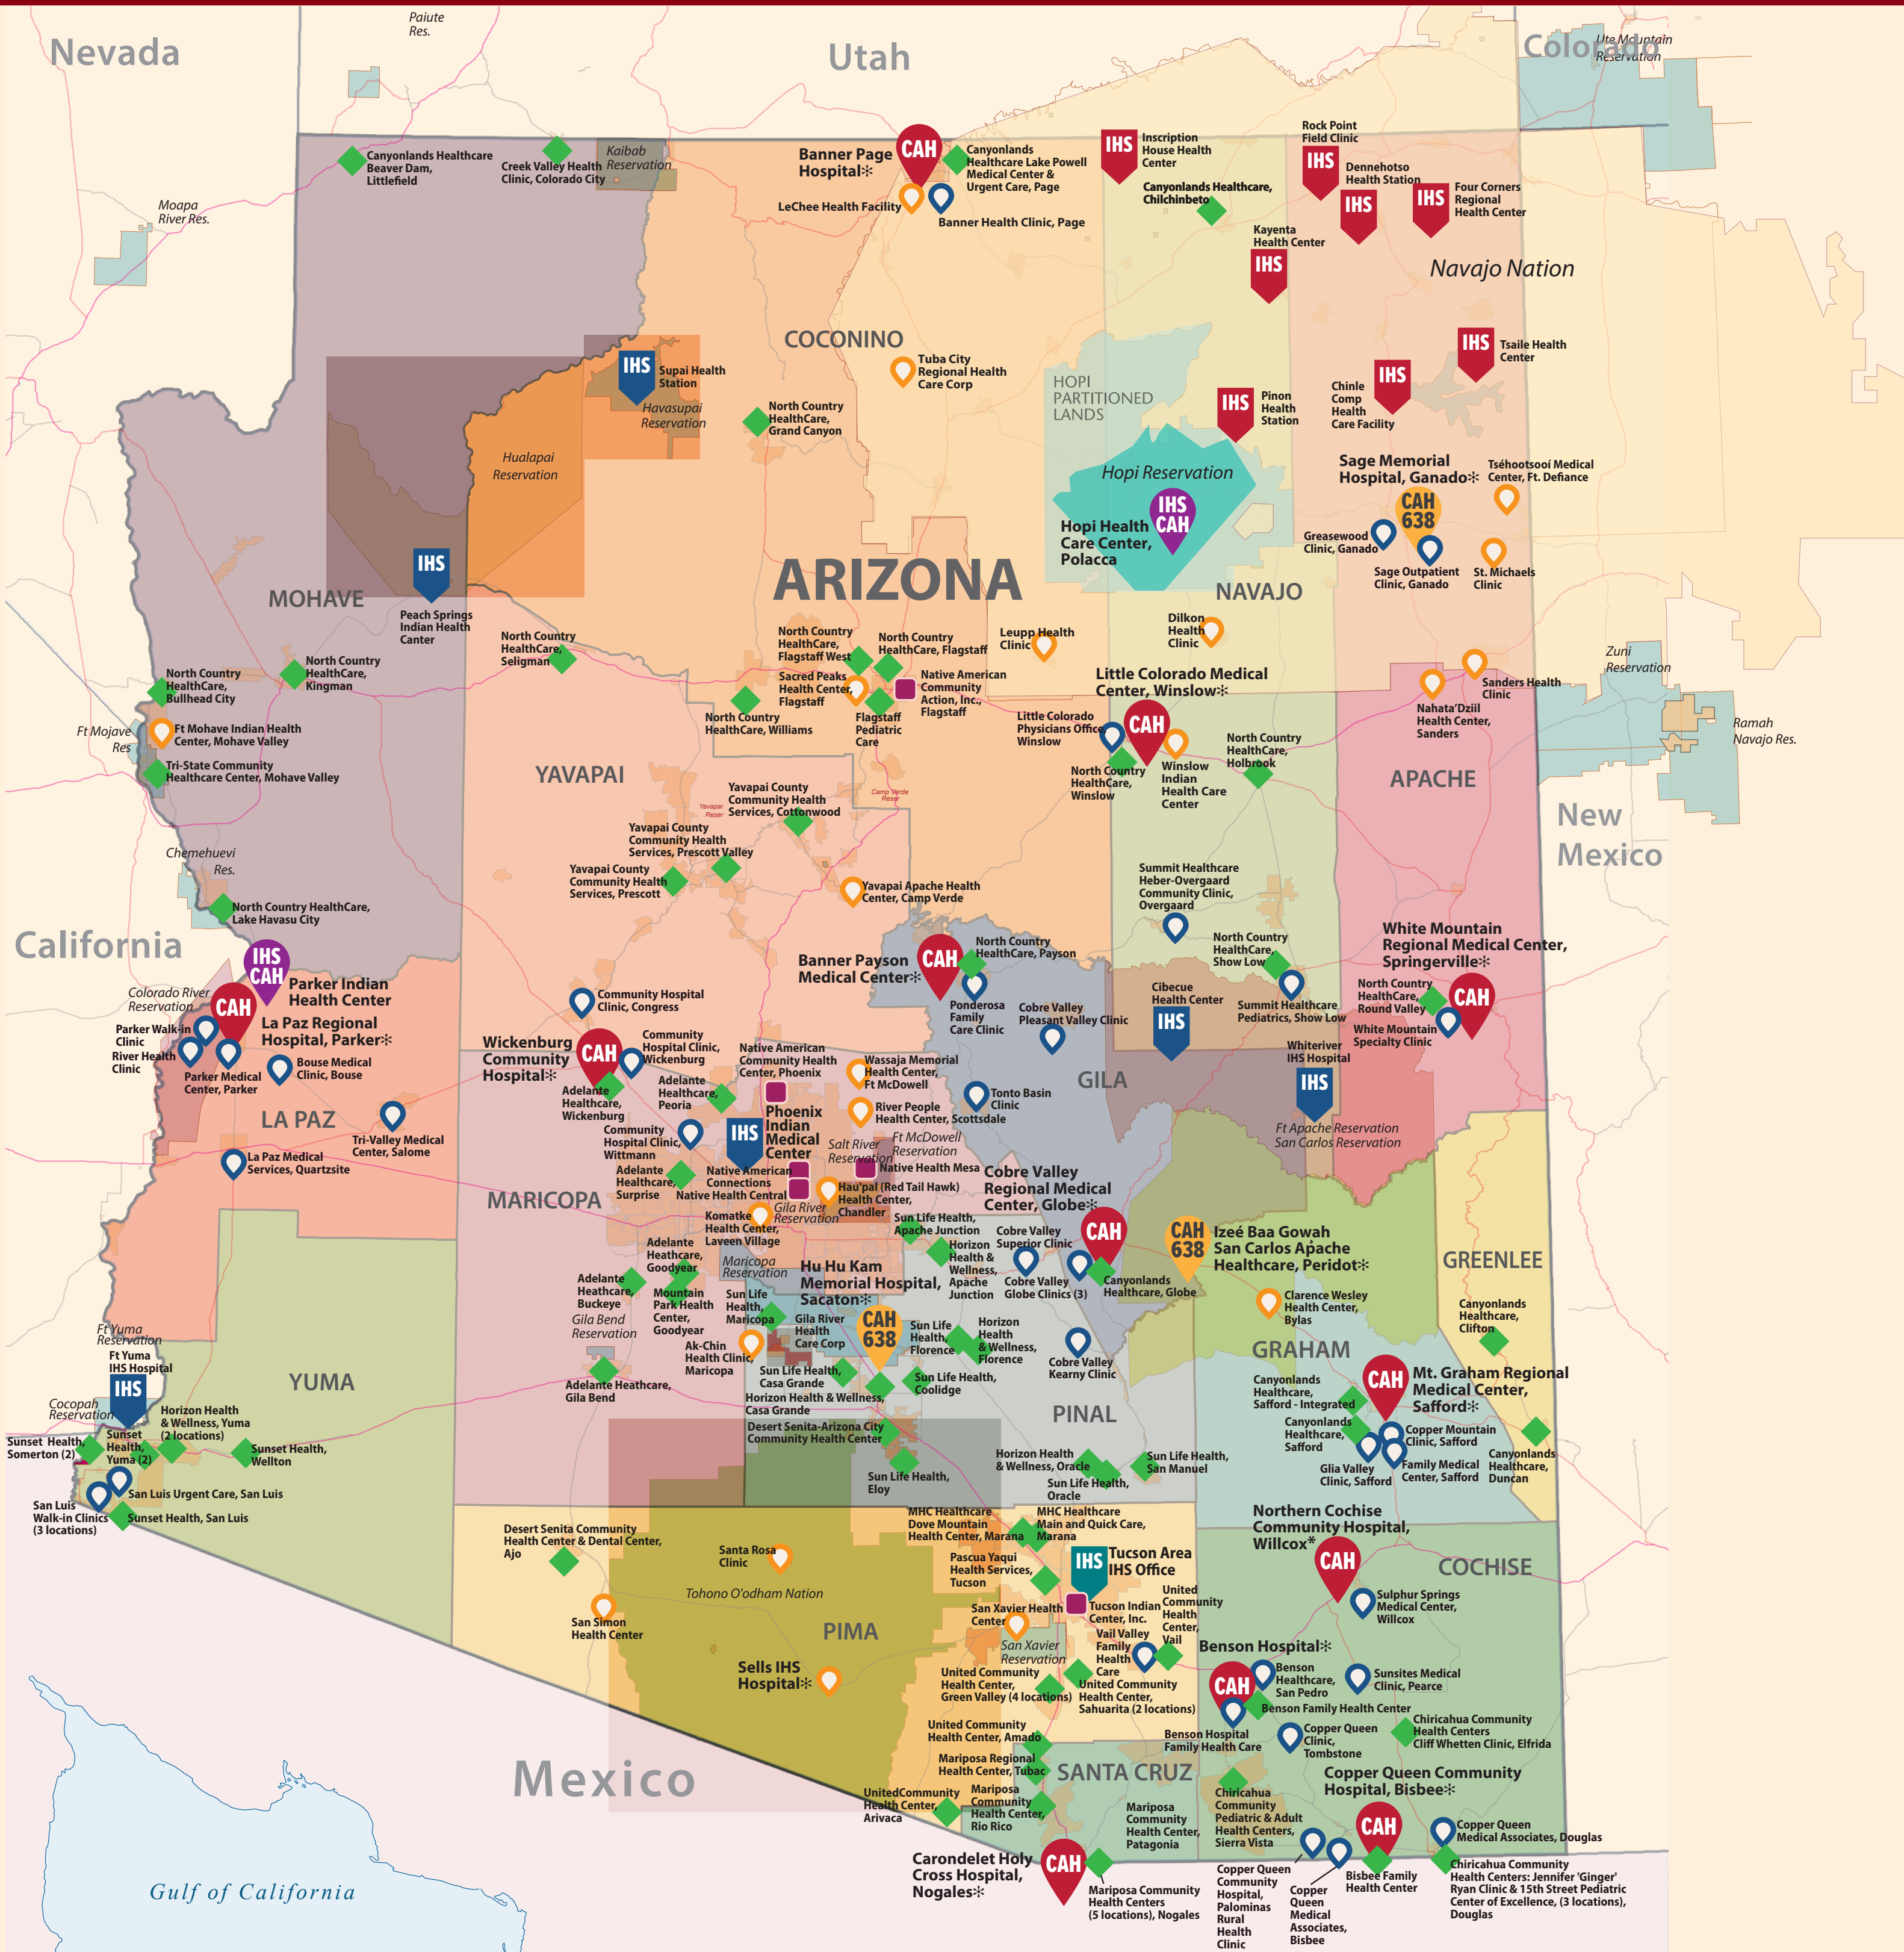 Nevada
Paiute
Res.
Utah
Colorado
Ute Mountain
Reservation
Moapa
River Res.
Canyonlands Healthcare
Beaver Dam,
Littlefield
Creek Valley Health
Clinic, Colorado City
Kaibab
Reservation
Banner Page
Hospital✻
CAH
Canyonlands
Healthcare Lake Powell
Medical Center &
Urgent Care, Page
LeChee Health Facility
Banner Health Clinic, Page
IHS
Inscription
House Health
Center
Canyonlands Healthcare,
Chilchinbeto
Rock Point
Field Clinic
IHS
Dennehotso
Health Station
IHS
IHS
Four Corners
Regional
Health Center
Kayenta
Health Center
IHS
Navajo Nation
COCONINO
Tuba City
Regional Health
Care Corp
IHS
Supai Health
Station
Havasupai
Reservation
North Country
HealthCare,
Grand Canyon
Hualapai
Reservation
HOPI
PARTITIONED
LANDS
IHS
Pinon
Health
Station
IHS
Tsaile Health
Center
IHS
Chinle
Comp
Health
Care Facility
Hopi Reservation
IHS
CAH
Hopi Health
Care Center,
Polacca
Sage Memorial
Hospital, Ganado✻
CAH
638
Tséhootsooí Medical
Center, Ft. Defiance
Greasewood
Clinic, Ganado
Sage Outpatient
Clinic, Ganado
St. Michaels
Clinic
ARIZONA
MOHAVE
IHS
Peach Springs
Indian Health
Canter
NAVAJO
North Country
HealthCare,
Seligman
North Country
HealthCare,
Flagstaff West
North Country
HealthCare, Flagstaff
Sacred Peaks
Health Center,
Flagstaff
Native American
Community
Action, Inc.,
Flagstaff
Flagstaff
Pediatric
Care
North Country
HealthCare, Williams
Leupp Health
Clinic
Dilkon
Health
Clinic
Little Colorado Medical
Center, Winslow✻
CAH
Little Colorado
Physicians Office,
Winslow
North Country
HealthCare,
Winslow
Winslow
Indian
Health Care
Center
North Country
HealthCare,
Holbrook
Sanders Health
Clinic
Nahata’Dziil
Health Center,
Sanders
Zuni
Reservation
Ramah
Navajo Res.
North Country
HealthCare,
Bullhead City
North Country
HealthCare,
Kingman
Ft Mojave
Res
Ft Mohave Indian Health
Center, Mohave Valley
Tri-State Community
Healthcare Center, Mohave Valley
YAVAPAI
APACHE
New
Mexico
Yavapai County
Community Health
Services, Cottonwood
Camp Verde
Reser
Yavapai
Reser
Yavapai County
Community Health
Services, Prescott Valley
Yavapai County
Community Health
Services, Prescott
Yavapai Apache Health
Center, Camp Verde
Chemehuevi
Res.
North Country HealthCare,
Lake Havasu City
California
Summit Healthcare
Heber-Overgaard
Community Clinic,
Overgaard
North Country
HealthCare,
Show Low
Summit Healthcare
Pediatrics, Show Low
White Mountain
Regional Medical Center,
Springerville✻
CAH
North Country
HealthCare,
Round Valley
White Mountain
Specialty Clinic
Banner Payson
Medical Center✻
CAH
North Country
HealthCare, Payson
Ponderosa
Family
Care Clinic
Cobre Valley
Pleasant Valley Clinic
Cibecue
Health Center
IHS
Whiteriver
IHS Hospital
IHS
Ft Apache Reservation
San Carlos Reservation
GILA
Tonto Basin
Clinic
IHS
CAH
Parker Indian
Health Center
Colorado River
Reservation
CAH
La Paz Regional
Hospital, Parker✻
Parker Walk-in
Clinic
River Health
Clinic
Parker Medical
Center, Parker
Bouse Medical
Clinic, Bouse
LA PAZ
Tri-Valley Medical
Center, Salome
La Paz Medical
Services, Quartzsite
Community Hospital
Clinic, Congress
Wickenburg
Community
Hospital✻
CAH
Community
Hospital Clinic,
Wickenburg
Adelante
Healthcare,
Wickenburg
Adelante
Healthcare,
Peoria
Native American
Community Health
Center, Phoenix
Wassaja Memorial
Health Center,
Ft McDowell
River People
Health Center, Scottsdale
Community
Hospital Clinic,
Wittmann
IHS
Phoenix
Indian
Medical
Center
Salt River
Reservation
Ft McDowell
Reservation
Adelante
Healthcare,
Surprise
Native American
Connections
Native Health Central
Native Health Mesa
Hau'pal (Red Tail Hawk)
Health Center,
Chandler
MARICOPA
Komatke
Health Center,
Laveen Village
Gila River
Reservation
Cobre Valley
Regional Medical
Center, Globe✻
CAH
Sun Life Health,
Apache Junction
Horizon
Health &
Wellness,
Apache
Junction
Cobre Valley
Superior Clinic
Cobre Valley
Globe Clinics (3)
Canyonlands
Healthcare, Globe
CAH
638
Izeé Baa Gowah
San Carlos Apache
Healthcare, Peridot✻
GREENLEE
Clarence Wesley
Health Center,
Bylas
Canyonlands
Healthcare,
Clifton
Adelante
Heathcare,
Goodyear
Maricopa
Reservation
Adelante
Heathcare,
Buckeye
Mountain
Park Health
Center,
Goodyear
Gila Bend
Reservation
Adelante Heathcare,
Gila Bend
Sun Life
Health,
Maricopa
Hu Hu Kam
Memorial Hospital,
Sacaton✻
CAH
638
Gila River
Health
Care Corp
Ak-Chin
Health Clinic,
Maricopa
Sun Life
Health,
Florence
Horizon
Health
& Wellness,
Florence
Sun Life Health,
Casa Grande
Sun Life Health,
Coolidge
Horizon Health & Wellness,
Casa Grande
Cobre Valley
Kearny Clinic
GRAHAM
Canyonlands
Healthcare,
Safford - Integrated
CAH
Mt. Graham Regional
Medical Center,
Safford✻
Canyonlands
Healthcare,
Safford
Copper Mountain
Clinic, Safford
Glia Valley
Clinic, Safford
Family Medical
Center, Safford
Canyonlands
Healthcare,
Duncan
Ft Yuma
Reservation
Ft Yuma
IHS Hospital
IHS
YUMA
Cocopah
Reservation
Sunset Health,
Somerton (2)
Sunset
Health,
Yuma (2)
Horizon Health
& Wellness, Yuma
(2 locations)
Sunset Health,
Wellton
San Luis Urgent Care, San Luis
San Luis
Walk-in Clinics
(3 locations)
Sunset Health, San Luis
Desert Senita-Arizona City
Community Health Center
Sun Life Health,
Eloy
PINAL
Horizon Health
& Wellness, Oracle
Sun Life Health,
Oracle
Sun Life Health,
San Manuel
Desert Senita Community
Health Center & Dental Center,
Ajo
Santa Rosa
Clinic
Tohono O'odham Nation
San Simon
Health Center
PIMA
Sells IHS
Hospital✻
MHC Healthcare
Dove Mountain
Health Center, Marana
MHC Healthcare
Main and Quick Care,
Marana
Pascua Yaqui
Health Services,
Tucson
IHS
Tucson Area
IHS Office
San Xavier Health
Center
Tucson Indian
Center, Inc.
United
Community
Health
Center,
Vail
San Xavier
Reservation
Vail Valley
Family
Health
Care
United Community
Health Center,
Green Valley (4 locations)
United Community
Health Center,
Sahuarita (2 locations)
Northern Cochise
Community Hospital,
Willcox*
CAH
COCHISE
Sulphur Springs
Medical Center,
Willcox
Benson Hospital✻
CAH
Benson
Healthcare,
San Pedro
Sunsites Medical
Clinic, Pearce
Benson Family Health Center
Benson Hospital
Family Health Care
Copper Queen
Clinic,
Tombstone
Chiricahua Community
Health Centers
Cliff Whetten Clinic, Elfrida
United Community
Health Center, Amado
Mariposa Regional
Health Center, Tubac
SANTA CRUZ
UnitedCommunity
Health Center,
Arivaca
Mariposa
Community
Health Center,
Rio Rico
Mariposa
Community
Health Center,
Patagonia
Chiricahua
Community
Pediatric & Adult
Health Centers,
Sierra Vista
Copper Queen Community
Hospital, Bisbee✻
CAH
Copper Queen
Medical Associates, Douglas
Carondelet Holy
Cross Hospital,
Nogales✻
CAH
Mariposa Community
Health Centers
(5 locations), Nogales
Copper Queen
Community
Hospital,
Palominas
Rural
Health
Clinic
Copper
Queen
Medical
Associates,
Bisbee
Bisbee Family
Health Center
Chiricahua Community
Health Centers: Jennifer 'Ginger'
Ryan Clinic & 15th Street Pediatric
Center of Excellence, (3 locations),
Douglas
Mexico
Gulf of California